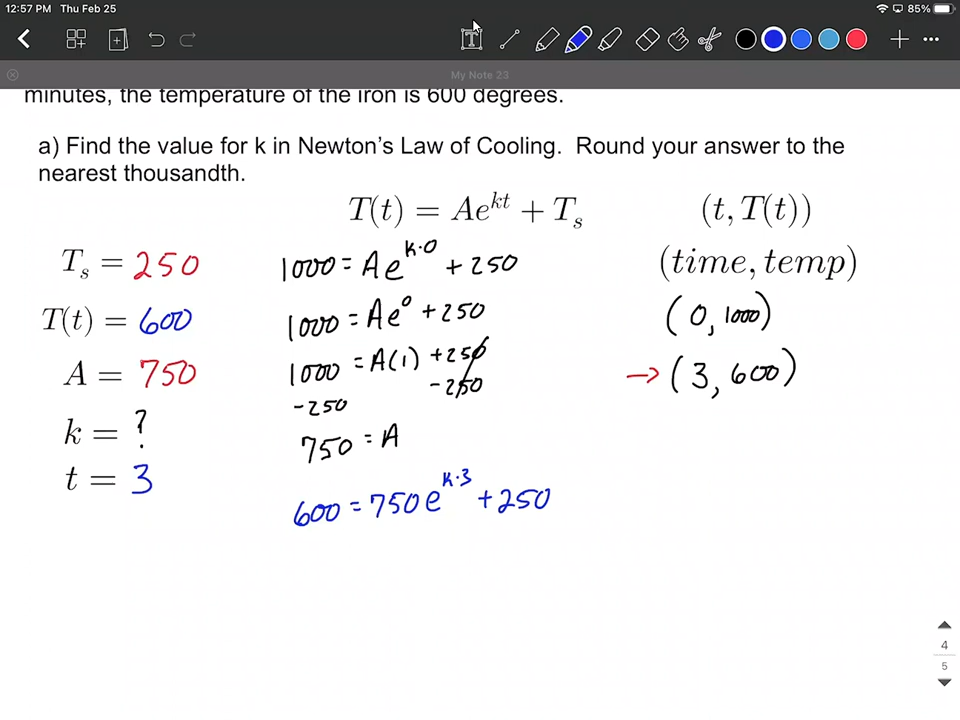 12:57 PM Thu Feb 25
85%
T
My Note 23
minutes, the temperature of the iron is 600 degrees.
a) Find the value for k in Newton's Law of Cooling. Round your answer to the
nearest thousandth.
T(t) = Ae^{kt} + T_s
(t, T(t))
T_s = 250
1000 = Ae^{k·0} + 250
(time, temp)
T(t) = 600
1000 = Ae^0 + 250
(0, 1000)
A = 750
1000 = A(1) + 250
→ (3, 600)
-250 -250
k = ?
750 = A
t = 3
600 = 750e^{k·3} + 250
4
5